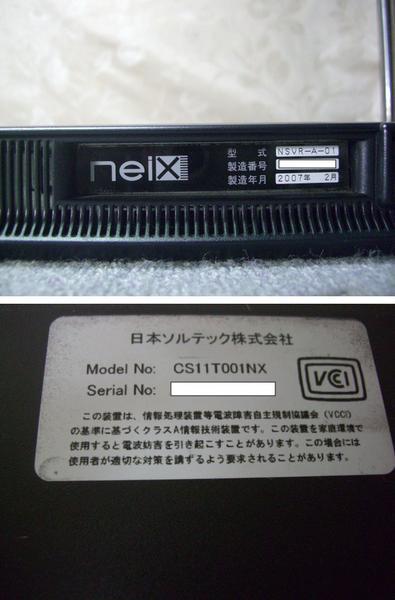 neix
型 式 NSVR-A-01
製造番号
製造年月 2007年 2月
日本ソルテック株式会社
Model No: CS11T001NX
Serial No:
VCCI
この装置は、情報処理装置等電波障害自主規制協議会（VCCI）
の基準に基づくクラスA情報技術装置です。この装置を家庭環境で
使用すると電波妨害を引き起こすことがあります。この場合には
使用者が適切な対策を講ずるよう要求されることがあります。